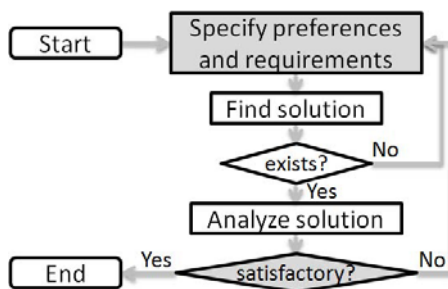 Start
Specify preferences
and requirements
Find solution
exists?
No
Yes
Analyze solution
Yes
satisfactory?
No
End